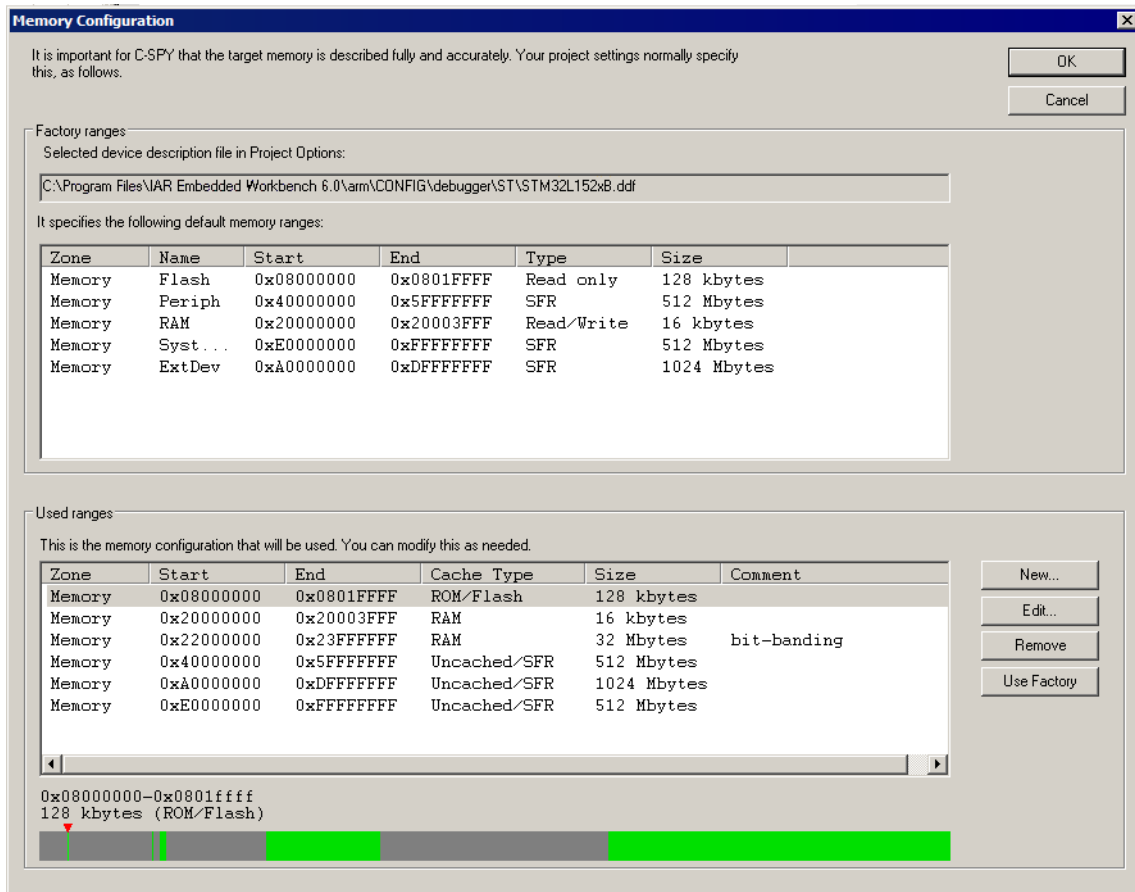 Memory Configuration
It is important for C-SPY that the target memory is described fully and accurately. Your project settings normally specify
this, as follows.
OK
Cancel
Factory ranges
Selected device description file in Project Options:
C:\Program Files\IAR Embedded Workbench 6.0\arm\CONFIG\debugger\ST\STM32L152xB.ddf
It specifies the following default memory ranges:
Zone Name Start End Type Size
Memory Flash 0x08000000 0x0801FFFF Read only 128 kbytes
Memory Periph 0x40000000 0x5FFFFFFF SFR 512 Mbytes
Memory RAM 0x20000000 0x20003FFF Read/Write 16 kbytes
Memory Syst... 0xE0000000 0xFFFFFFFF SFR 512 Mbytes
Memory ExtDev 0xA0000000 0xDFFFFFFF SFR 1024 Mbytes
Used ranges
This is the memory configuration that will be used. You can modify this as needed.
Zone Start End Cache Type Size Comment
Memory 0x08000000 0x0801FFFF ROM/Flash 128 kbytes
Memory 0x20000000 0x20003FFF RAM 16 kbytes
Memory 0x22000000 0x23FFFFFF RAM 32 Mbytes bit-banding
Memory 0x40000000 0x5FFFFFFF Uncached/SFR 512 Mbytes
Memory 0xA0000000 0xDFFFFFFF Uncached/SFR 1024 Mbytes
Memory 0xE0000000 0xFFFFFFFF Uncached/SFR 512 Mbytes
New...
Edit...
Remove
Use Factory
0x08000000-0x0801ffff
128 kbytes (ROM/Flash)